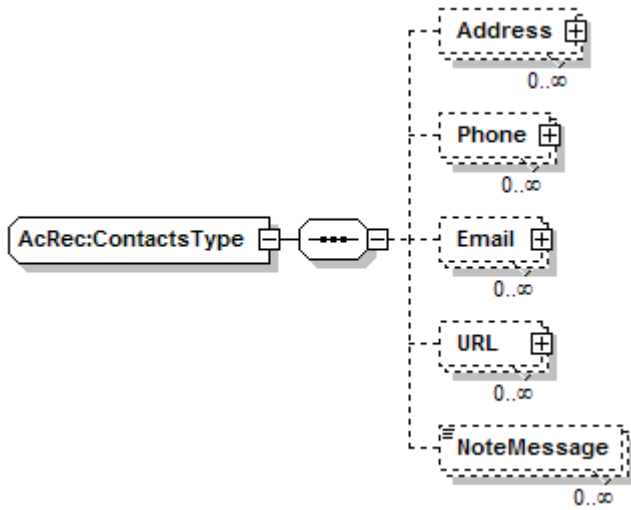 Address
0..∞
Phone
0..∞
AcRec:ContactsType
Email
0..∞
URL
0..∞
NoteMessage
0..∞